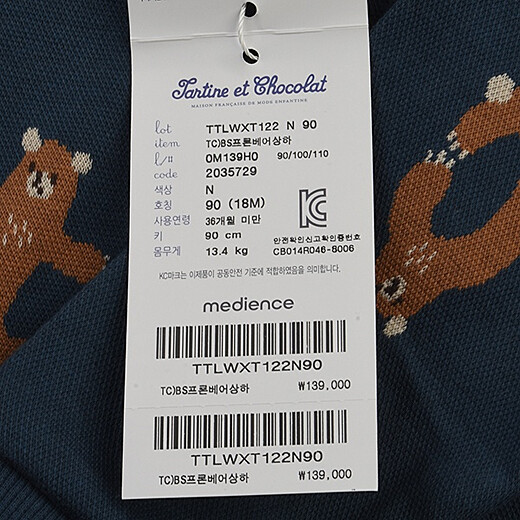 Tartine et Chocolat
MAISON FRANÇAISE DE MODE ENFANTINE
lot TTLWXT122 N 90
item TC)BS프론베어상하
l/# 0M139H0 90/100/110
code 2035729
색상 N
호칭 90 (18M)
사용연령 36개월 미만
키 90 cm
몸무게 13.4 kg
안전확인신고확인증번호
CB014R046-8006
KC마크는 이제품이 공동안전 기준에 적합하였음을 의미합니다.
medience
TTLWXT122N90
TC)BS프론베어상하 ₩139,000
TTLWXT122N90
TC)BS프론베어상하 ₩139,000